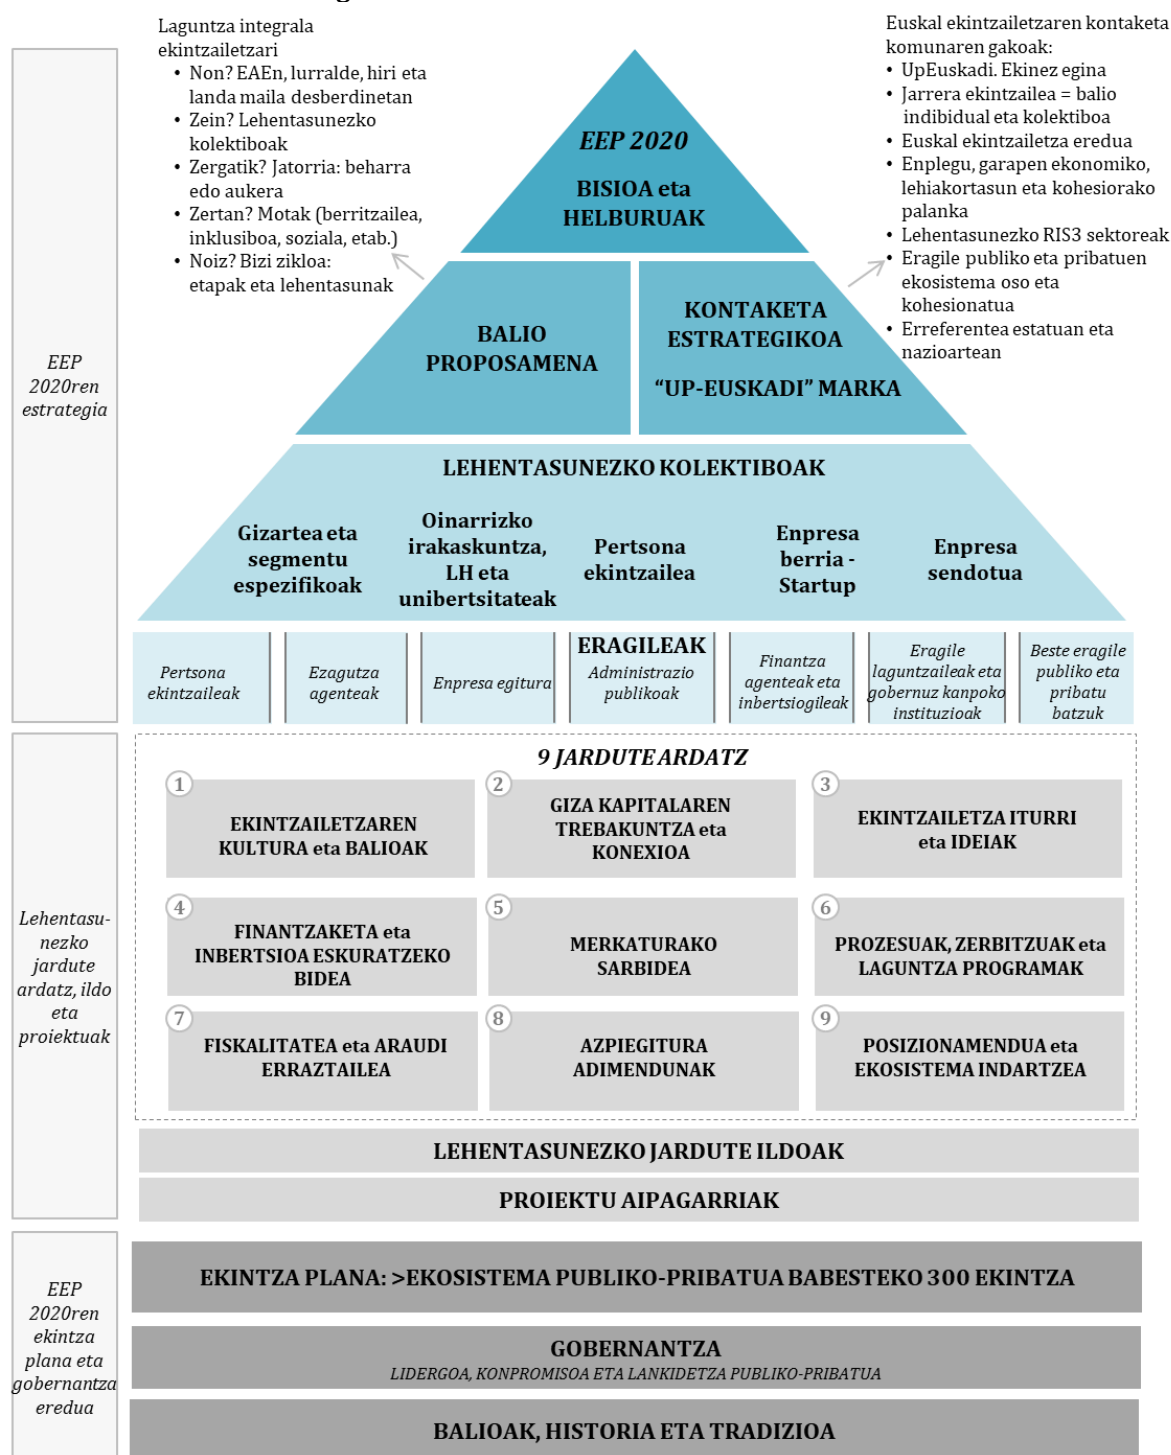 Laguntza integrala
ekintzailetzari
• Non? EAEn, lurralde, hiri eta
landa maila desberdinetan
• Zein? Lehentasunezko
kolektiboak
• Zergatik? Jatorria: beharra
edo aukera
• Zertan? Motak (berritzailea,
inklusiboa, soziala, etab.)
• Noiz? Bizi zikloa:
etapak eta lehentasunak
Euskal ekintzailetzaren kontaketa
komunaren gakoak:
• UpEuskadi. Ekinez egina
• Jarrera ekintzailea = balio
indibidual eta kolektiboa
• Euskal ekintzailetza eredua
• Enplegu, garapen ekonomiko,
lehiakortasun eta kohesiorako
palanka
• Lehentasunezko RIS3 sektoreak
• Eragile publiko eta pribatuen
ekosistema oso eta
kohesionatua
• Erreferentea estatuan eta
nazioartean
EEP
2020ren
estrategia
EEP 2020
BISIOA eta
HELBURUAK
BALIO
PROPOSAMENA
KONTAKETA
ESTRATEGIKOA
“UP-EUSKADI” MARKA
LEHENTASUNEZKO KOLEKTIBOAK
Gizartea eta
segmentu
espezifikoak
Oinarrizko
irakaskuntza,
LH eta
unibertsitateak
Pertsona
ekintzailea
Enpresa
berria -
Startup
Enpresa
sendotua
ERAGILEAK
Pertsona
ekintzaileak
Ezagutza
agenteak
Enpresa egitura
Administrazio
publikoak
Finantza
agenteak eta
inbertsiogileak
Eragile
laguntzaileak eta
gobernuz kanpoko
instituzioak
Beste eragile
publiko eta
pribatu
batzuk
Lehentasu-
nezko
jardute
ardatz, ildo
eta
proiektuak
9 JARDUTE ARDATZ
1
EKINTZAILETZAREN
KULTURA eta BALIOAK
2
GIZA KAPITALAREN
TREBAKUNTZA eta
KONEXIOA
3
EKINTZAILETZA ITURRI
eta IDEIAK
4
FINANTZAKETA eta
INBERTSIOA ESKURATZEKO
BIDEA
5
MERKATURAKO
SARBIDEA
6
PROZESUAK, ZERBITZUAK eta
LAGUNTZA PROGRAMAK
7
FISKALITATEA eta ARAUDI
ERRAZTAILEA
8
AZPIEGITURA
ADIMENDUNAK
9
POSIZIONAMENDUA eta
EKOSISTEMA INDARTZEA
LEHENTASUNEZKO JARDUTE ILDOAK
PROIEKTU AIPAGARRIAK
EEP
2020ren
ekintza
plana eta
gobernantza
eredua
EKINTZA PLANA: >EKOSISTEMA PUBLIKO-PRIBATUA BABESTEKO 300 EKINTZA
GOBERNANTZA
LIDERGOA, KONPROMISOA ETA LANKIDETZA PUBLIKO-PRIBATUA
BALIOAK, HISTORIA ETA TRADIZIOA